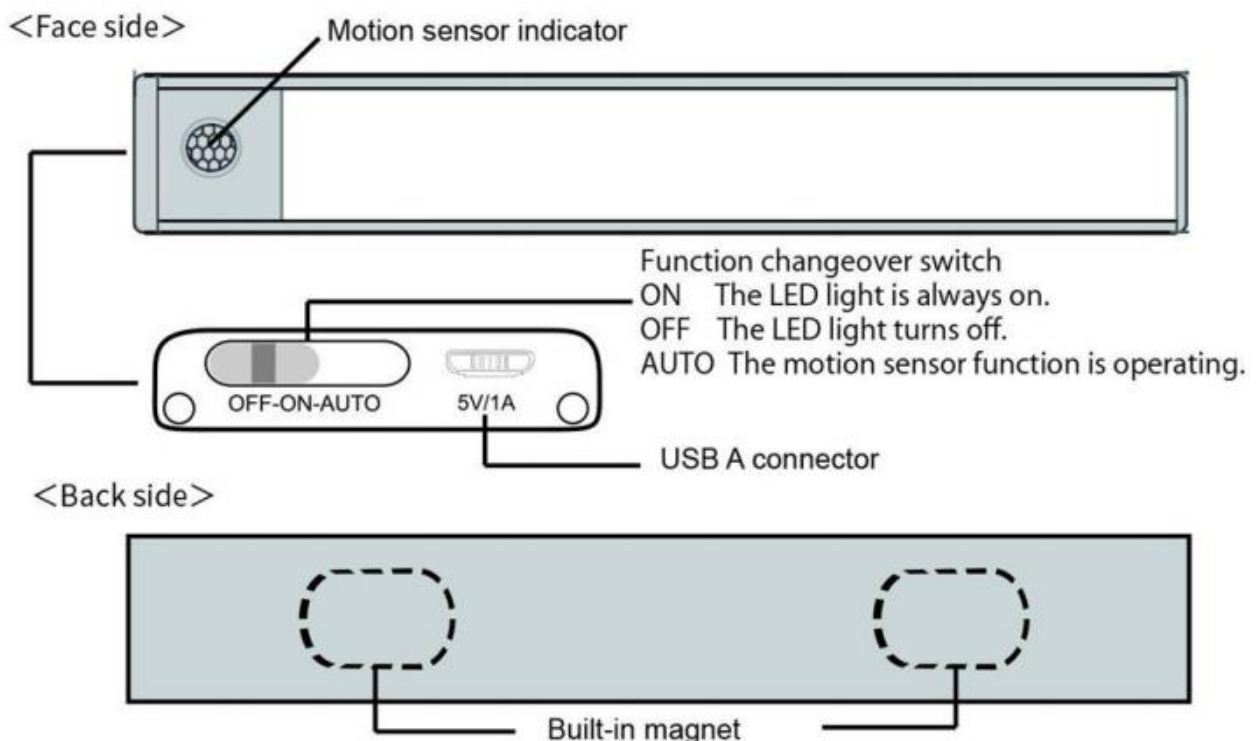 <Face side>
Motion sensor indicator
Function changeover switch
ON The LED light is always on.
OFF The LED light turns off.
AUTO The motion sensor function is operating.
OFF-ON-AUTO
5V/1A
USB A connector
<Back side>
Built-in magnet